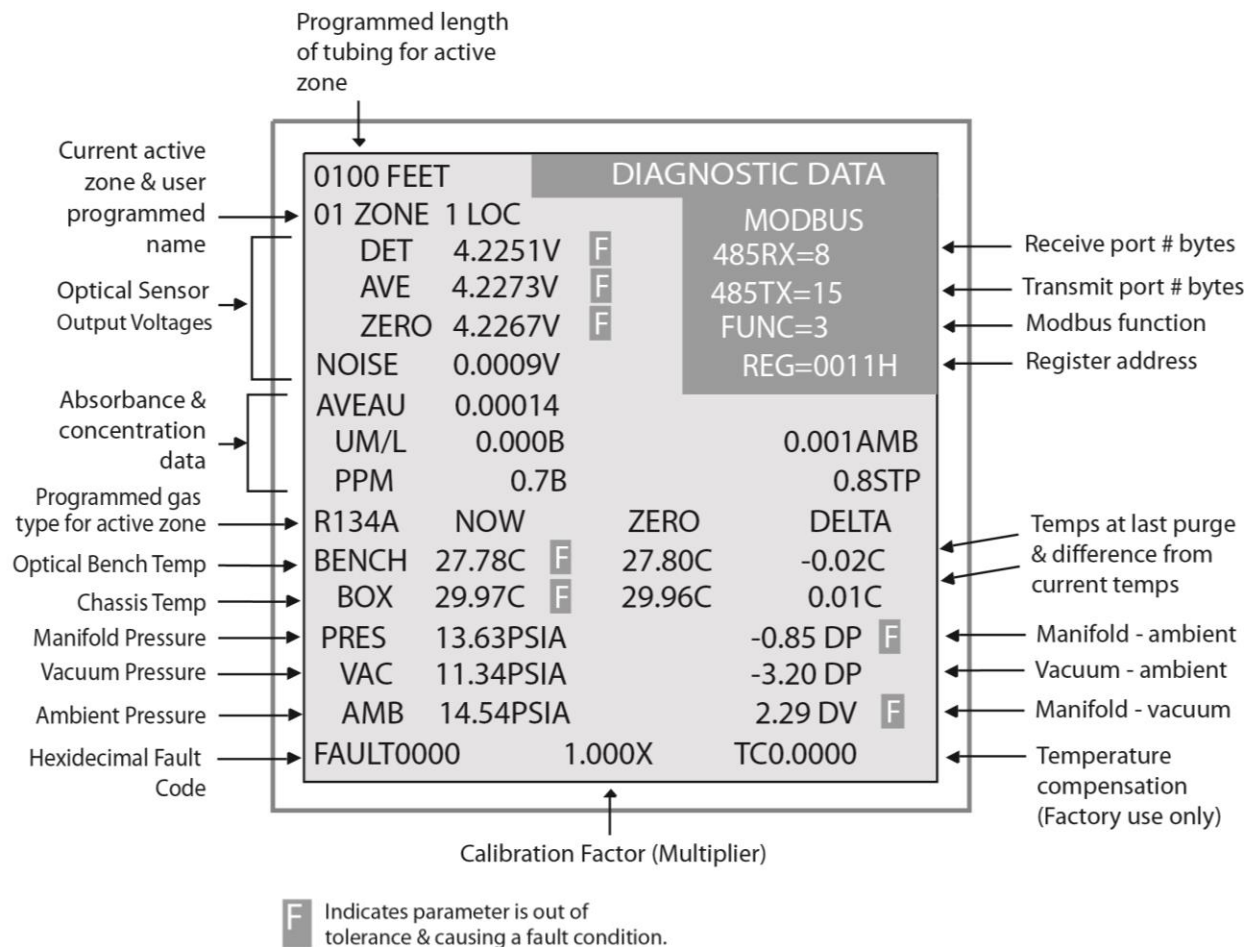 Programmed length
of tubing for active
zone
Current active
zone & user
programmed
name
Optical Sensor
Output Voltages
Absorbance &
concentration
data
Programmed gas
type for active zone
Optical Bench Temp
Chassis Temp
Manifold Pressure
Vacuum Pressure
Ambient Pressure
Hexidecimal Fault
Code
0100 FEET DIAGNOSTIC DATA
01 ZONE 1 LOC MODBUS
DET 4.2251V F 485RX=8
AVE 4.2273V F 485TX=15
ZERO 4.2267V F FUNC=3
NOISE 0.0009V REG=0011H
AVEAU 0.00014
UM/L 0.000B 0.001AMB
PPM 0.7B 0.8STP
R134A NOW ZERO DELTA
BENCH 27.78C F 27.80C -0.02C
BOX 29.97C F 29.96C 0.01C
PRES 13.63PSIA -0.85 DP F
VAC 11.34PSIA -3.20 DP
AMB 14.54PSIA 2.29 DV F
FAULT0000 1.000X TC0.0000
Receive port # bytes
Transmit port # bytes
Modbus function
Register address
Temps at last purge
& difference from
current temps
Manifold - ambient
Vacuum - ambient
Manifold - vacuum
Temperature
compensation
(Factory use only)
Calibration Factor (Multiplier)
F Indicates parameter is out of
tolerance & causing a fault condition.